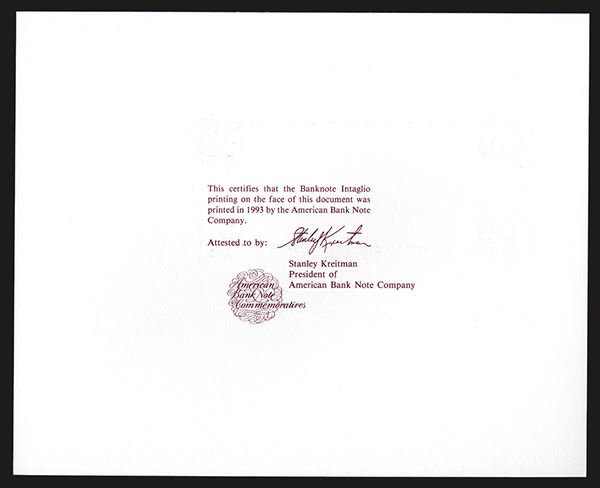 This certifies that the Banknote Intaglio
printing on the face of this document was
printed in 1993 by the American Bank Note
Company.
Attested to by: Stanley Kreitman
Stanley Kreitman
President of
American Bank Note Company
American
Bank Note
Commemoratives